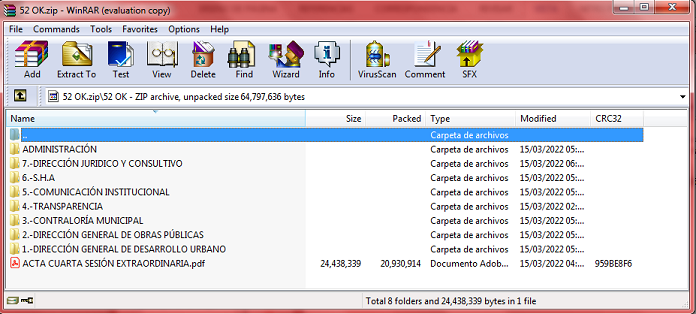 52 OK.zip - WinRAR (evaluation copy)
File Commands Tools Favorites Options Help
Add Extract To Test View Delete Find Wizard Info VirusScan Comment SFX
52 OK.zip\52 OK - ZIP archive, unpacked size 64,797,636 bytes
Name Size Packed Type Modified CRC32
.. Carpeta de archivos
ADMINISTRACIÓN Carpeta de archivos 15/03/2022 05:...
7.-DIRECCIÓN JURIDICO Y CONSULTIVO Carpeta de archivos 15/03/2022 06:...
6.-S.H.A Carpeta de archivos 15/03/2022 05:...
5.-COMUNICACIÓN INSTITUCIONAL Carpeta de archivos 15/03/2022 05:...
4.-TRANSPARENCIA Carpeta de archivos 15/03/2022 02:...
3.-CONTRALORÍA MUNICIPAL Carpeta de archivos 15/03/2022 05:...
2.-DIRECCIÓN GENERAL DE OBRAS PÚBLICAS Carpeta de archivos 15/03/2022 05:...
1.-DIRECCIÓN GENERAL DE DESARROLLO URBANO Carpeta de archivos 15/03/2022 05:...
ACTA CUARTA SESIÓN EXTRAORDINARIA.pdf 24,438,339 20,930,914 Documento Adob... 15/03/2022 04:... 959BE8F6
Total 8 folders and 24,438,339 bytes in 1 file